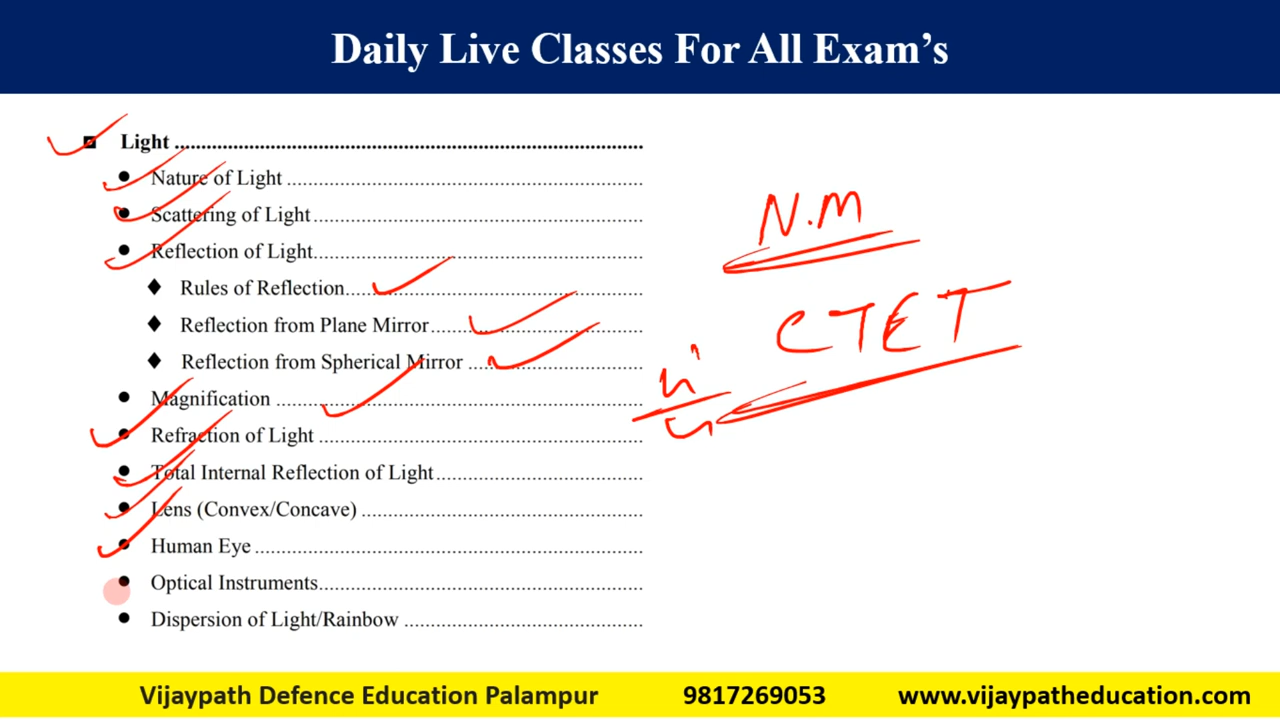 Daily Live Classes For All Exam's
Light ..........................................................................................
Nature of Light ...................................................................
Scattering of Light ..............................................................
Reflection of Light ..............................................................
Rules of Reflection ........................................................
Reflection from Plane Mirror ........................................
Reflection from Spherical Mirror .................................
Magnification .....................................................................
Refraction of Light .............................................................
Total Internal Reflection of Light .......................................
Lens (Convex/Concave) .....................................................
Human Eye .........................................................................
Optical Instruments .............................................................
Dispersion of Light/Rainbow .............................................
N.M
CTET
Vijaypath Defence Education Palampur 9817269053 www.vijaypatheducation.com